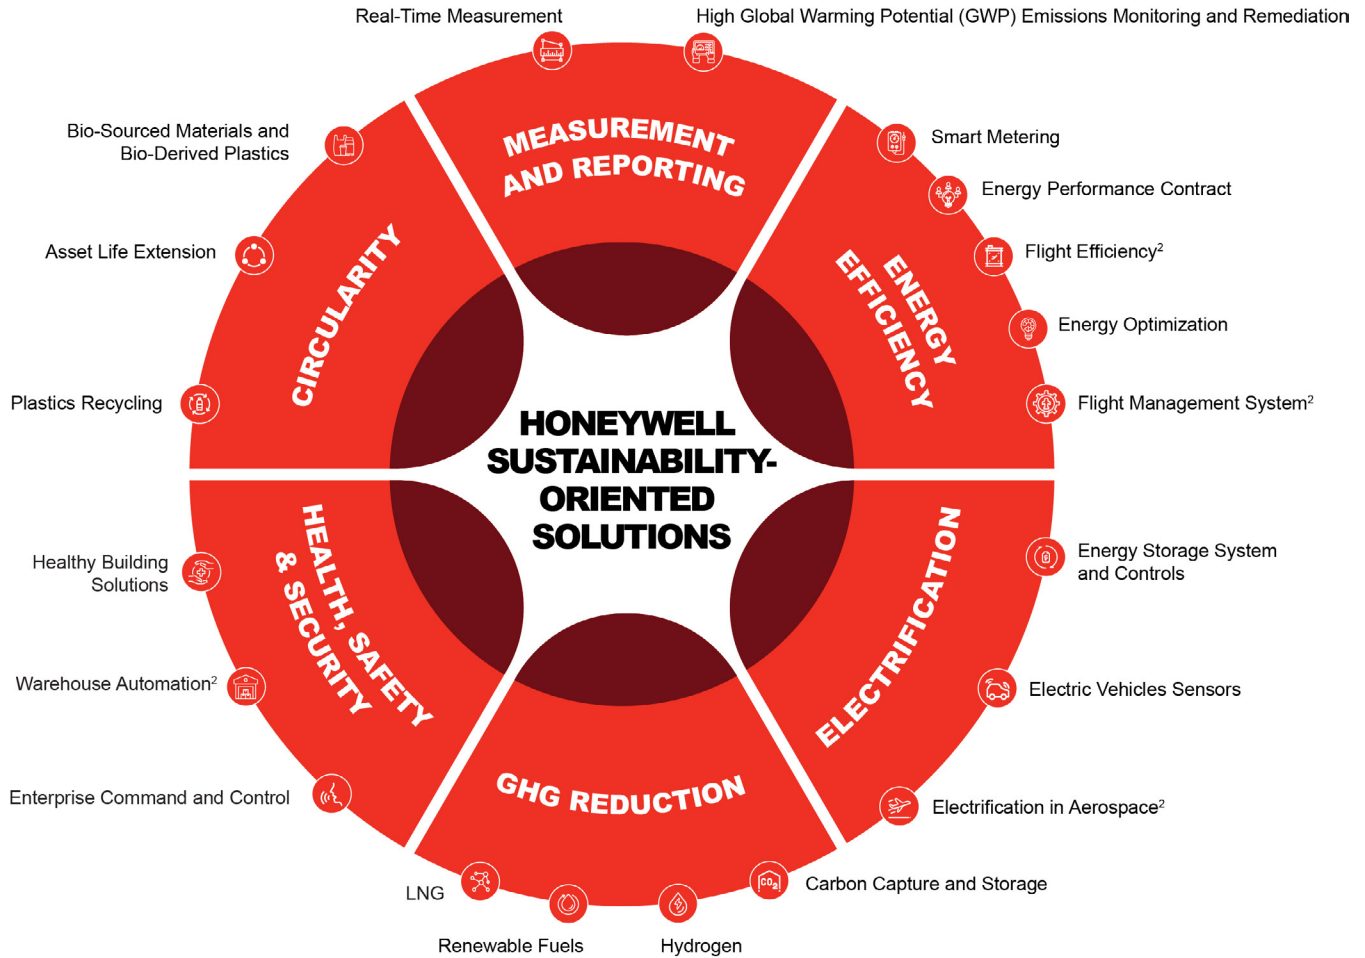 Real-Time Measurement
High Global Warming Potential (GWP) Emissions Monitoring and Remediation
MEASUREMENT
AND REPORTING
Smart Metering
Energy Performance Contract
Flight Efficiency²
Energy Optimization
Flight Management System²
ENERGY
EFFICIENCY
Energy Storage System
and Controls
Electric Vehicles Sensors
Electrification in Aerospace²
ELECTRIFICATION
Carbon Capture and Storage
CO₂
Hydrogen
Renewable Fuels
LNG
GHG REDUCTION
Enterprise Command and Control
Warehouse Automation²
Healthy Building
Solutions
HEALTH, SAFETY
& SECURITY
Plastics Recycling
Asset Life Extension
Bio-Sourced Materials and
Bio-Derived Plastics
CIRCULARITY
HONEYWELL
SUSTAINABILITY-
ORIENTED
SOLUTIONS